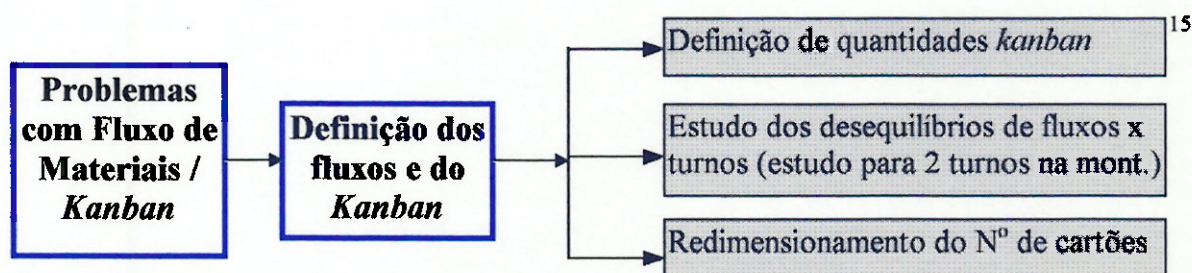 Problemas
com Fluxo de
Materiais /
Kanban
Definição dos
fluxos e do
Kanban
Definição de quantidades kanban
15
Estudo dos desequilíbrios de fluxos x
turnos (estudo para 2 turnos na mont.)
Redimensionamento do Nº de cartões